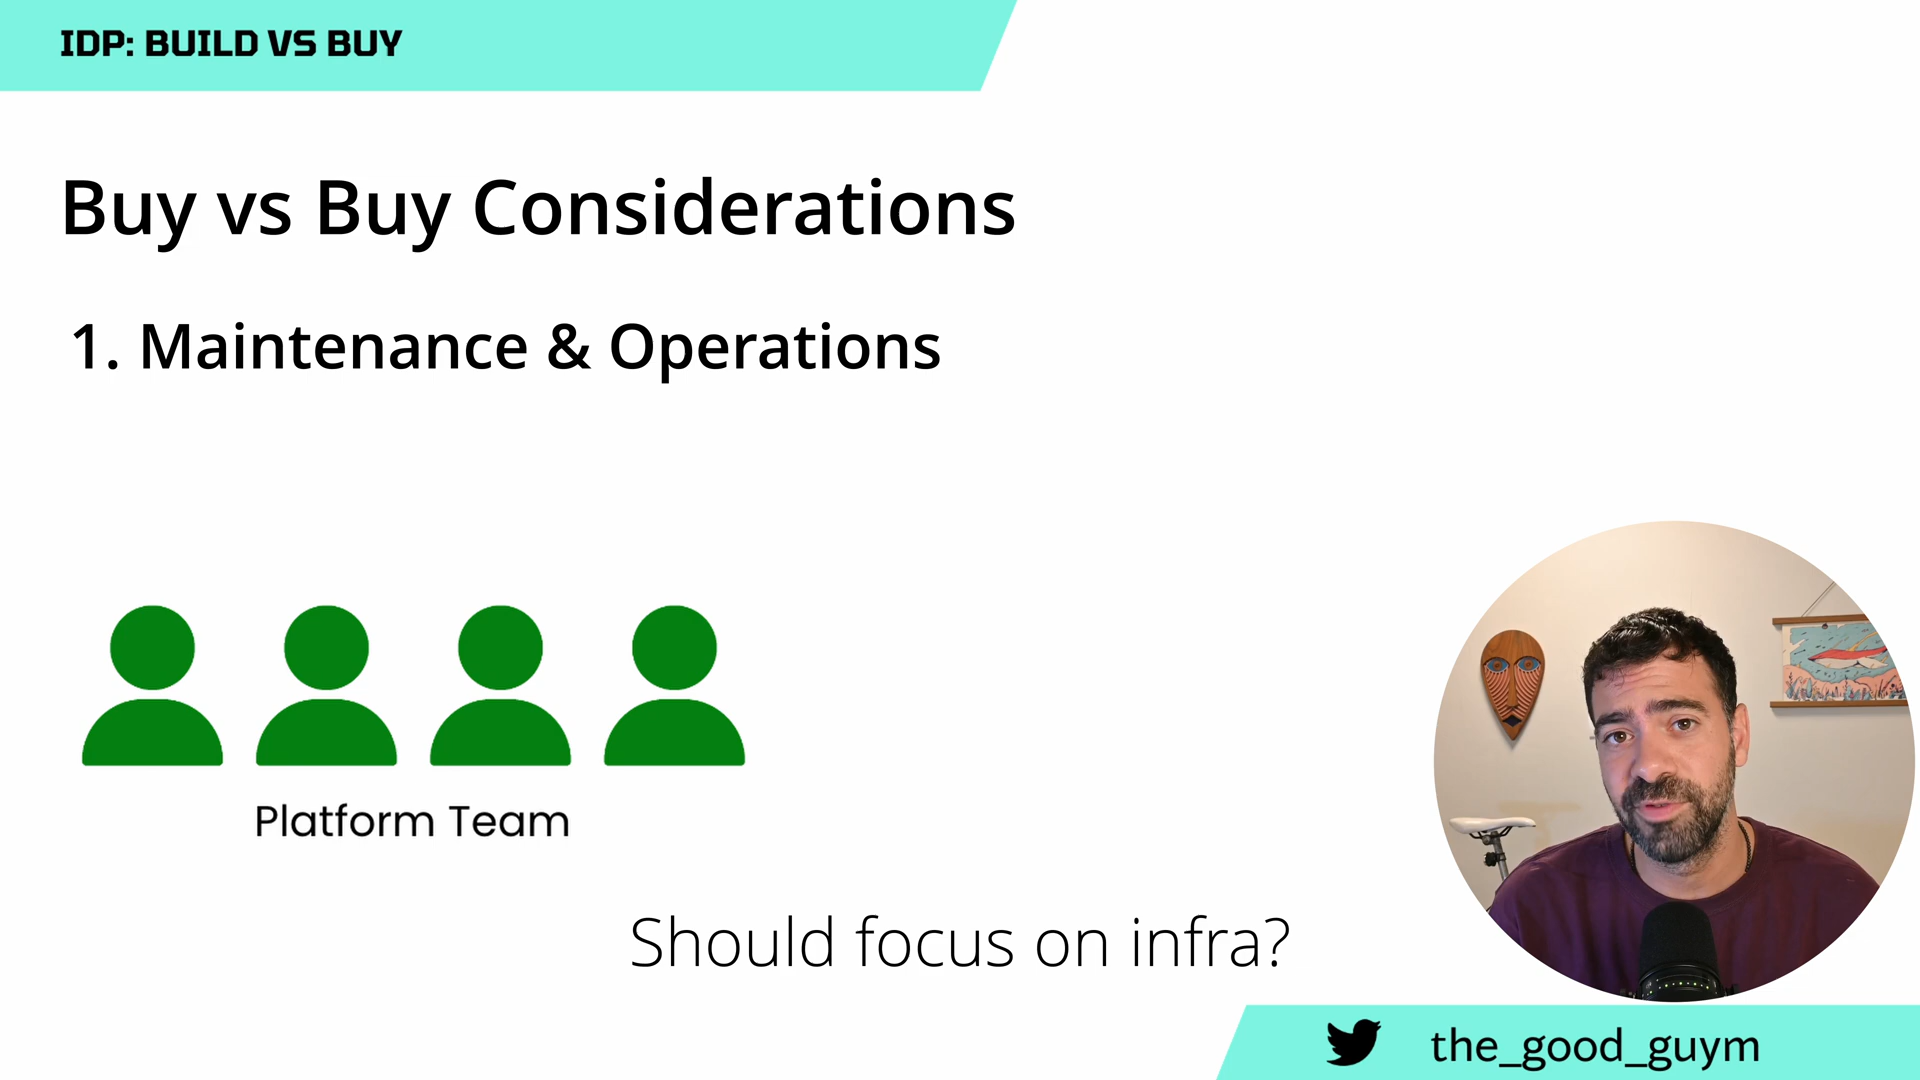 IDP: BUILD VS BUY
Buy vs Buy Considerations
1. Maintenance & Operations
Platform Team
Should focus on infra?
the_good_guym